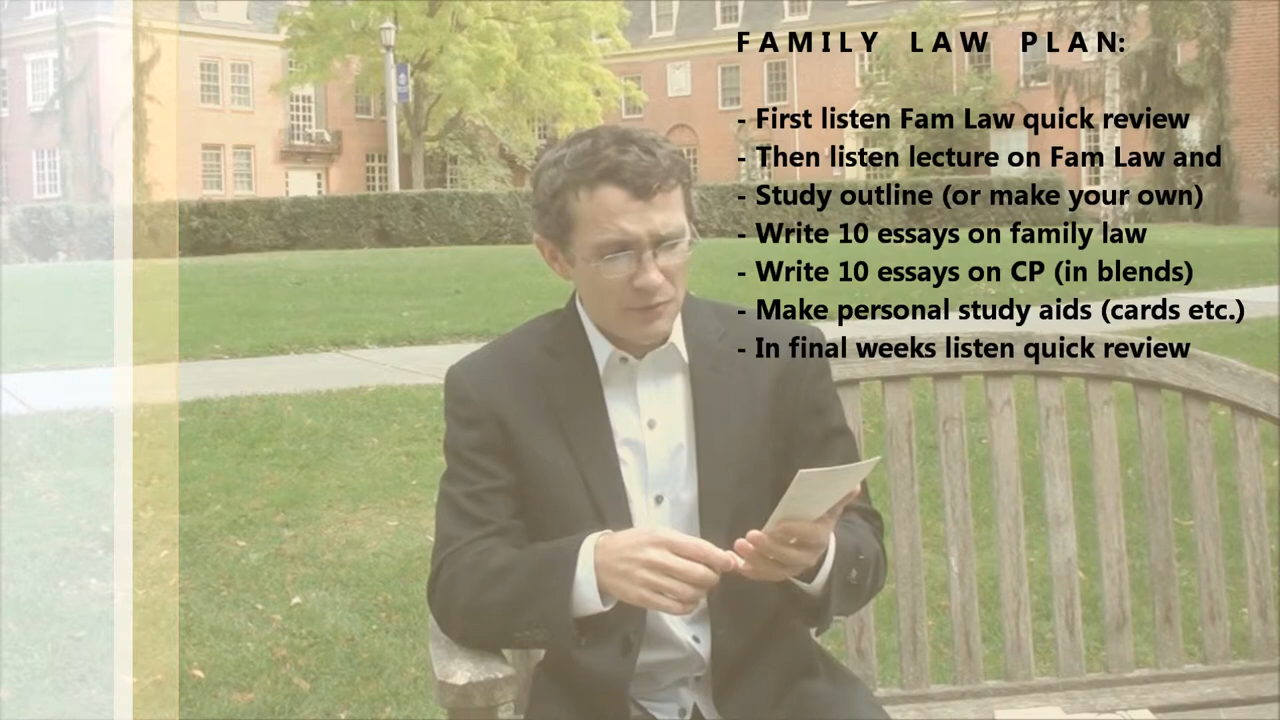 FAMILY LAW PLAN:
- First listen Fam Law quick review
- Then listen lecture on Fam Law and
- Study outline (or make your own)
- Write 10 essays on family law
- Write 10 essays on CP (in blends)
- Make personal study aids (cards etc.)
- In final weeks listen quick review